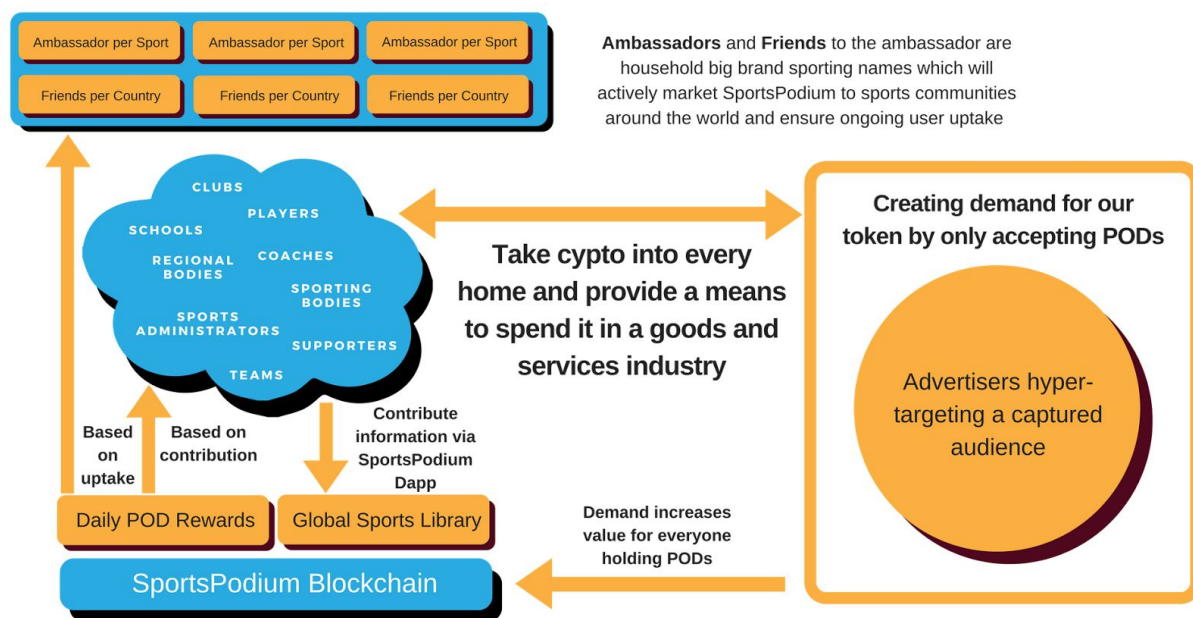 Ambassador per Sport
Ambassador per Sport
Ambassador per Sport
Friends per Country
Friends per Country
Friends per Country
Ambassadors and Friends to the ambassador are
household big brand sporting names which will
actively market SportsPodium to sports communities
around the world and ensure ongoing user uptake
CLUBS
PLAYERS
SCHOOLS
COACHES
REGIONAL
BODIES
SPORTING
BODIES
SPORTS
ADMINISTRATORS
SUPPORTERS
TEAMS
Take cypto into every
home and provide a means
to spend it in a goods and
services industry
Creating demand for our
token by only accepting PODs
Advertisers hyper-
targeting a captured
audience
Based
on
uptake
Based on
contribution
Contribute
information via
SportsPodium
Dapp
Daily POD Rewards
Global Sports Library
Demand increases
value for everyone
holding PODs
SportsPodium Blockchain